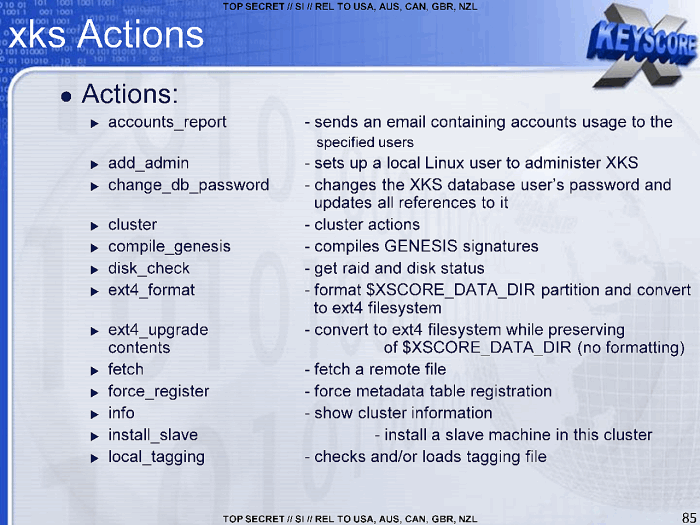 TOP SECRET // SI // REL TO USA, AUS, CAN, GBR, NZL
xks Actions
KEYSCORE
X
● Actions:
► accounts_report - sends an email containing accounts usage to the
specified users
► add_admin - sets up a local Linux user to administer XKS
► change_db_password - changes the XKS database user's password and
updates all references to it
► cluster - cluster actions
► compile_genesis - compiles GENESIS signatures
► disk_check - get raid and disk status
► ext4_format - format $XSCORE_DATA_DIR partition and convert
to ext4 filesystem
► ext4_upgrade - convert to ext4 filesystem while preserving
contents of $XSCORE_DATA_DIR (no formatting)
► fetch - fetch a remote file
► force_register - force metadata table registration
► info - show cluster information
► install_slave - install a slave machine in this cluster
► local_tagging - checks and/or loads tagging file
TOP SECRET // SI // REL TO USA, AUS, CAN, GBR, NZL
85